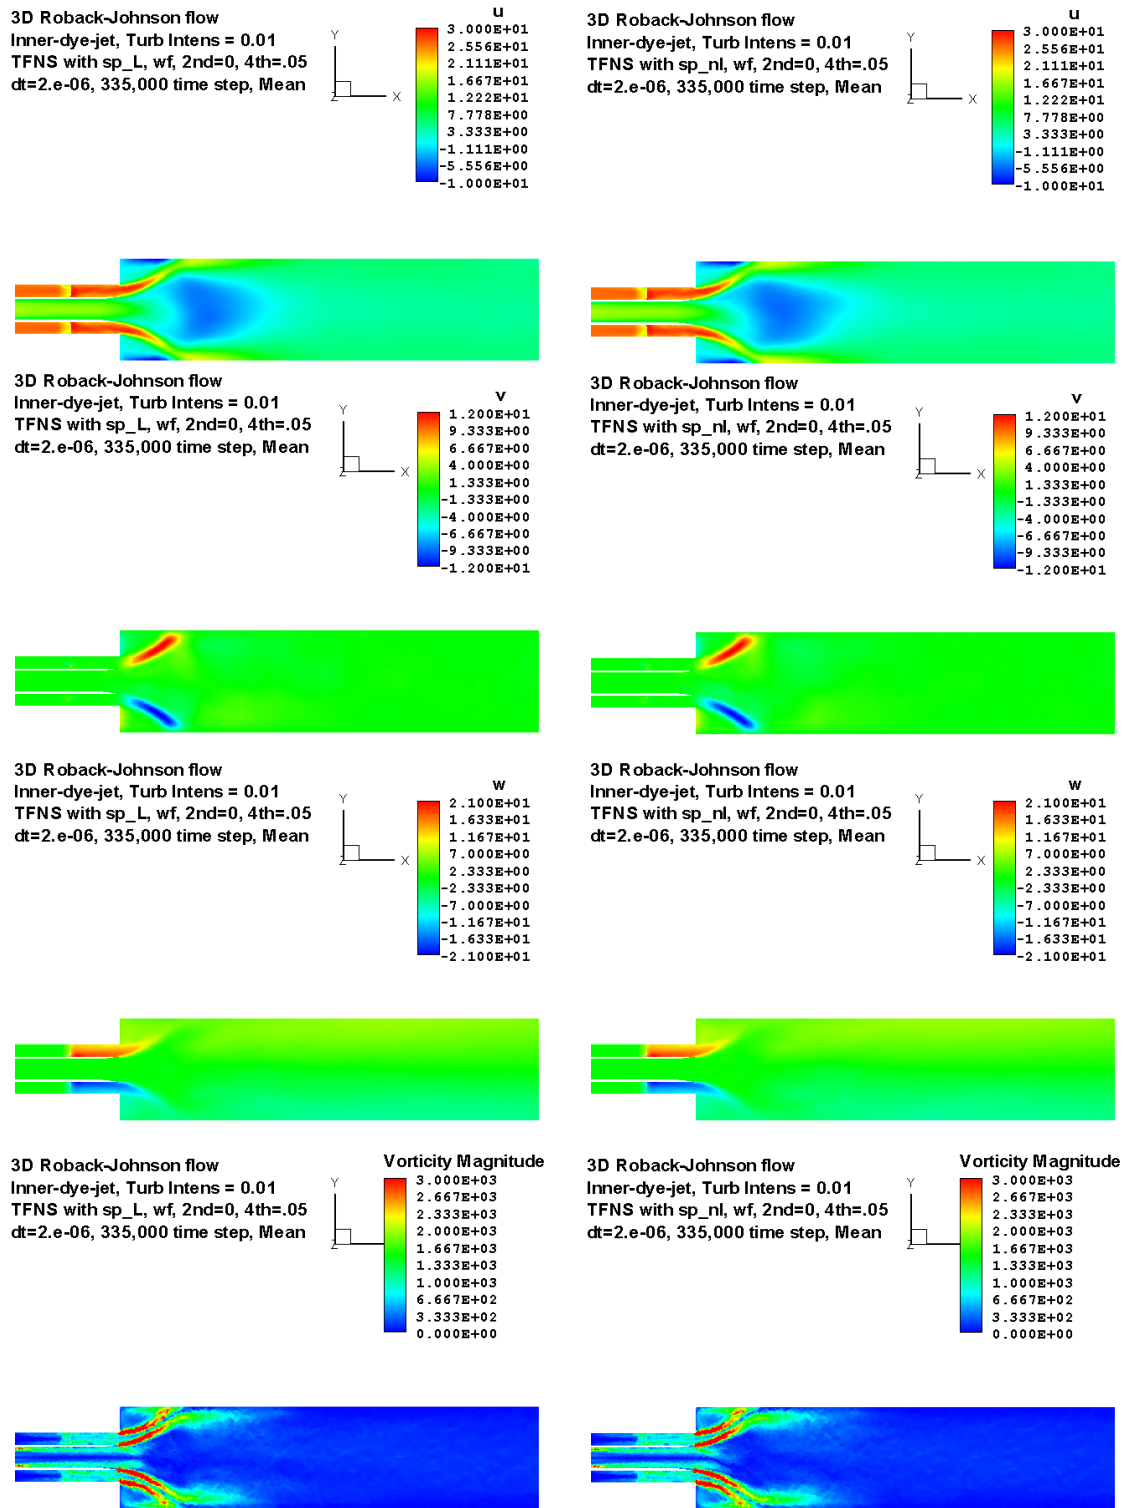 3D Roback-Johnson flow
Inner-dye-jet, Turb Intens = 0.01
TFNS with sp_L, wf, 2nd=0, 4th=.05
dt=2.e-06, 335,000 time step, Mean
Y
X
Z
u
3.000E+01
2.556E+01
2.111E+01
1.667E+01
1.222E+01
7.778E+00
3.333E+00
-1.111E+00
-5.556E+00
-1.000E+01
3D Roback-Johnson flow
Inner-dye-jet, Turb Intens = 0.01
TFNS with sp_nl, wf, 2nd=0, 4th=.05
dt=2.e-06, 335,000 time step, Mean
Y
X
Z
u
3.000E+01
2.556E+01
2.111E+01
1.667E+01
1.222E+01
7.778E+00
3.333E+00
-1.111E+00
-5.556E+00
-1.000E+01
3D Roback-Johnson flow
Inner-dye-jet, Turb Intens = 0.01
TFNS with sp_L, wf, 2nd=0, 4th=.05
dt=2.e-06, 335,000 time step, Mean
Y
X
Z
v
1.200E+01
9.333E+00
6.667E+00
4.000E+00
1.333E+00
-1.333E+00
-4.000E+00
-6.667E+00
-9.333E+00
-1.200E+01
3D Roback-Johnson flow
Inner-dye-jet, Turb Intens = 0.01
TFNS with sp_nl, wf, 2nd=0, 4th=.05
dt=2.e-06, 335,000 time step, Mean
Y
X
Z
v
1.200E+01
9.333E+00
6.667E+00
4.000E+00
1.333E+00
-1.333E+00
-4.000E+00
-6.667E+00
-9.333E+00
-1.200E+01
3D Roback-Johnson flow
Inner-dye-jet, Turb Intens = 0.01
TFNS with sp_L, wf, 2nd=0, 4th=.05
dt=2.e-06, 335,000 time step, Mean
Y
X
Z
w
2.100E+01
1.633E+01
1.167E+01
7.000E+00
2.333E+00
-2.333E+00
-7.000E+00
-1.167E+01
-1.633E+01
-2.100E+01
3D Roback-Johnson flow
Inner-dye-jet, Turb Intens = 0.01
TFNS with sp_nl, wf, 2nd=0, 4th=.05
dt=2.e-06, 335,000 time step, Mean
Y
X
Z
w
2.100E+01
1.633E+01
1.167E+01
7.000E+00
2.333E+00
-2.333E+00
-7.000E+00
-1.167E+01
-1.633E+01
-2.100E+01
3D Roback-Johnson flow
Inner-dye-jet, Turb Intens = 0.01
TFNS with sp_L, wf, 2nd=0, 4th=.05
dt=2.e-06, 335,000 time step, Mean
Y
Z
Vorticity Magnitude
3.000E+03
2.667E+03
2.333E+03
2.000E+03
1.667E+03
1.333E+03
1.000E+03
6.667E+02
3.333E+02
0.000E+00
3D Roback-Johnson flow
Inner-dye-jet, Turb Intens = 0.01
TFNS with sp_nl, wf, 2nd=0, 4th=.05
dt=2.e-06, 335,000 time step, Mean
Y
Z
Vorticity Magnitude
3.000E+03
2.667E+03
2.333E+03
2.000E+03
1.667E+03
1.333E+03
1.000E+03
6.667E+02
3.333E+02
0.000E+00